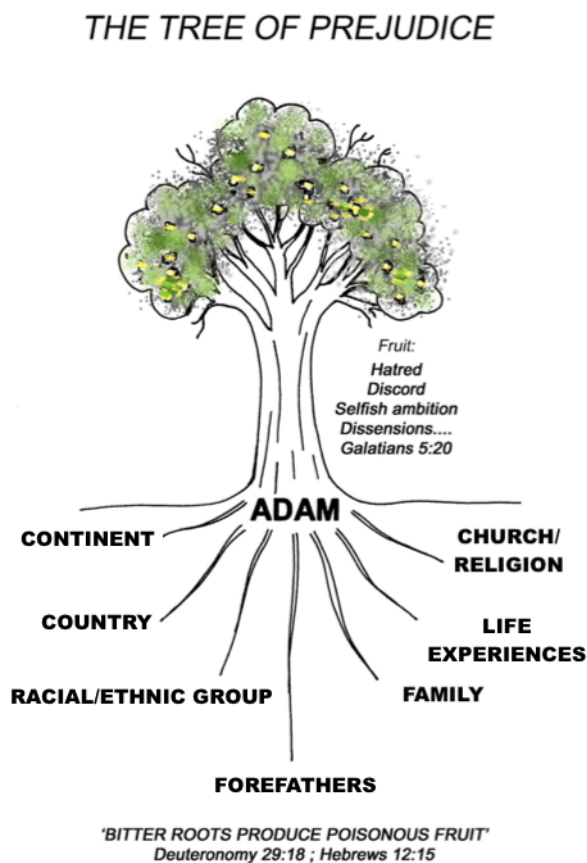 THE TREE OF PREJUDICE
Fruit:
Hatred
Discord
Selfish ambition
Dissensions....
Galatians 5:20
ADAM
CONTINENT
CHURCH/
RELIGION
COUNTRY
LIFE
EXPERIENCES
RACIAL/ETHNIC GROUP
FAMILY
FOREFATHERS
‘BITTER ROOTS PRODUCE POISONOUS FRUIT’
Deuteronomy 29:18 ; Hebrews 12:15